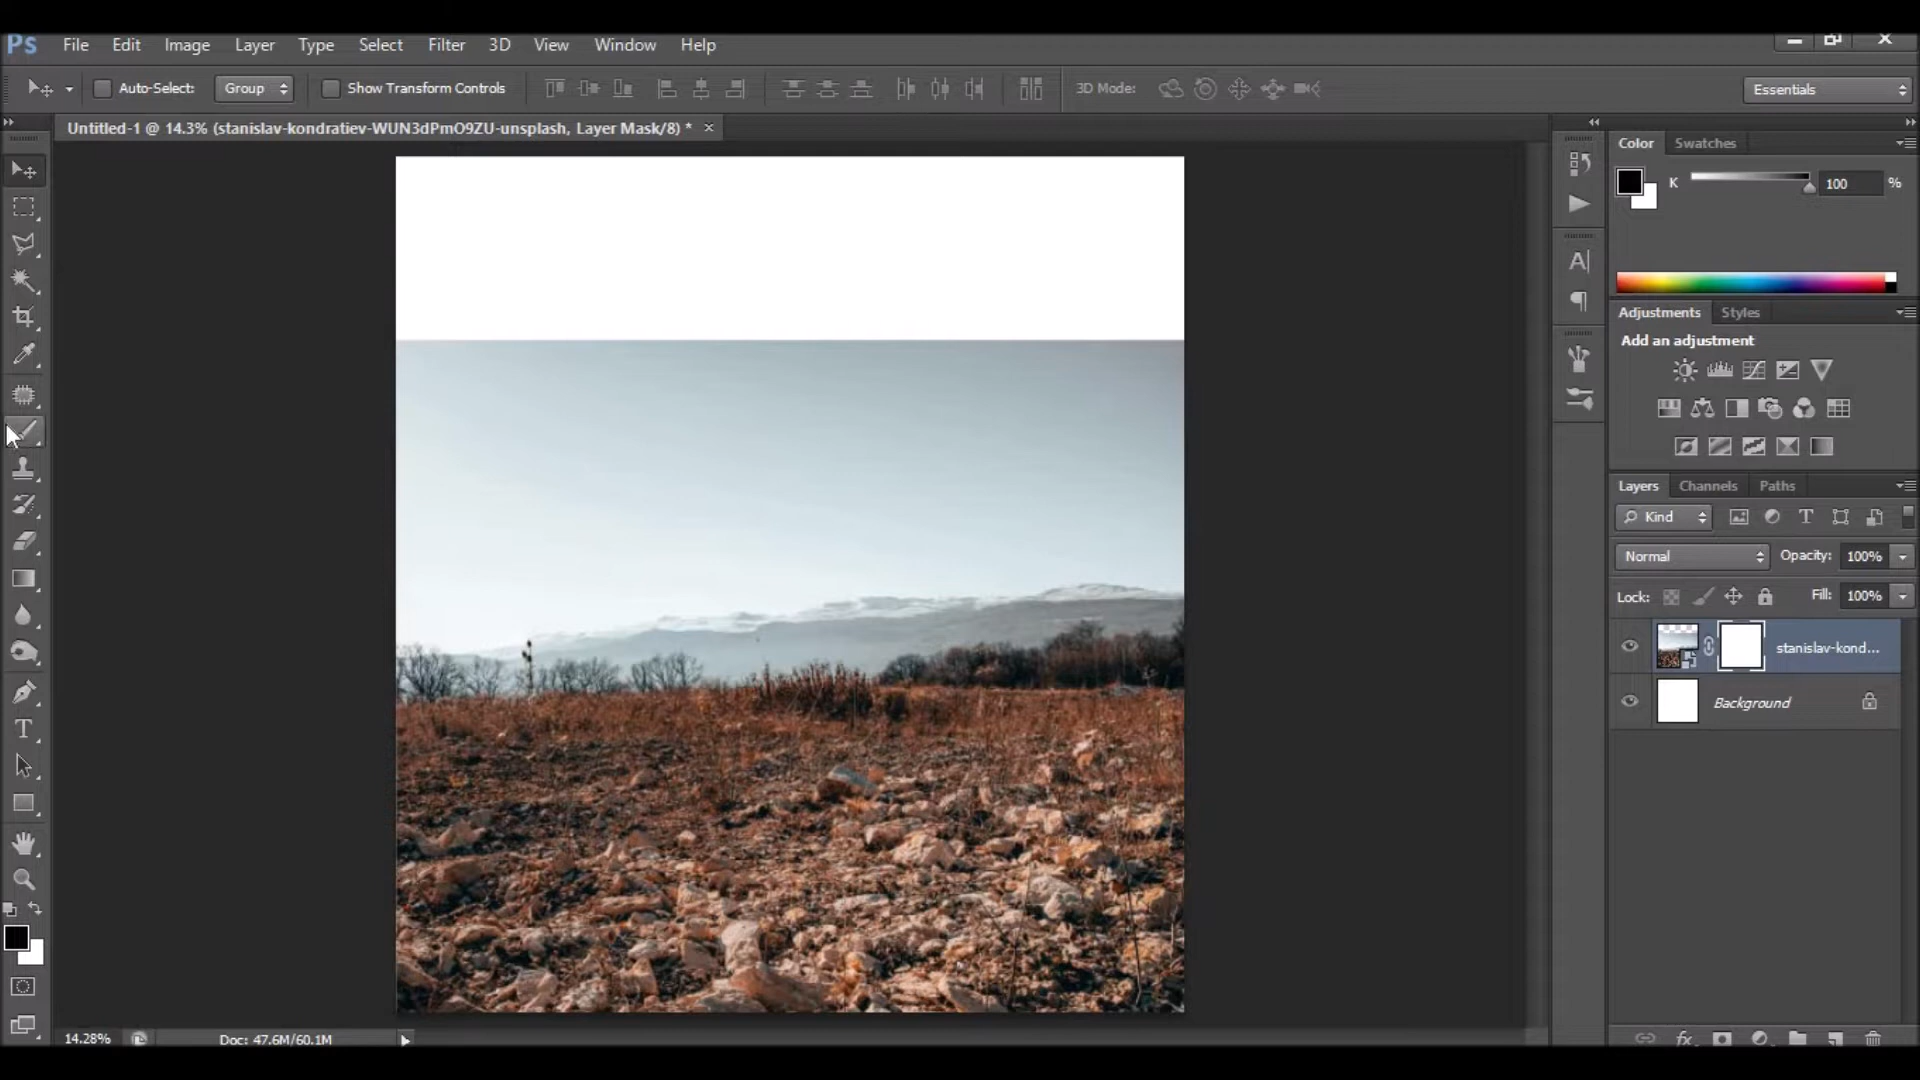 Ps File Edit Image Layer Type Select Filter 3D View Window Help
Auto-Select: Group Show Transform Controls 3D Mode: Essentials
Untitled-1 @ 14.3% (stanislav-kondratiev-WUN3dPmO9ZU-unsplash, Layer Mask/8) * ×
Color Swatches
K 100 %
Adjustments Styles
Add an adjustment
Layers Channels Paths
Kind
Normal Opacity: 100%
Lock: Fill: 100%
stanislav-kond...
Background
14.28% Doc: 47.6M/60.1M